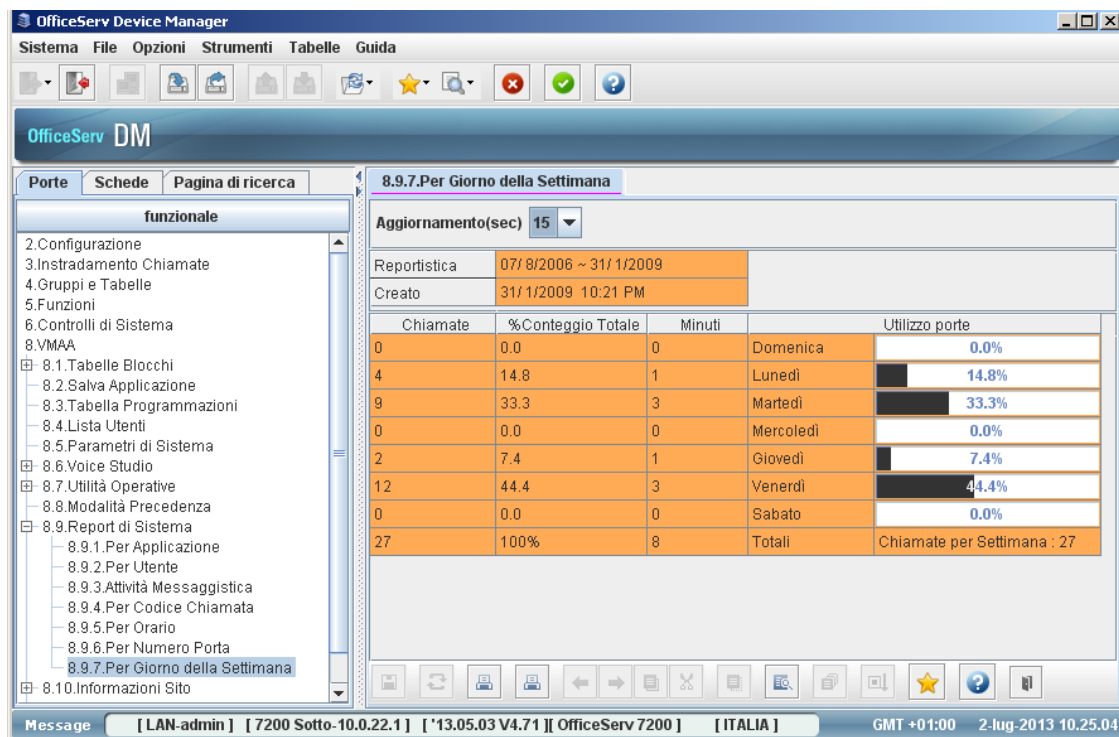 OfficeServ Device Manager
Sistema File Opzioni Strumenti Tabelle Guida
OfficeServ DM
Porte Schede Pagina di ricerca
funzionale
2.Configurazione
3.Instradamento Chiamate
4.Gruppi e Tabelle
5.Funzioni
6.Controlli di Sistema
8.VMAA
8.1.Tabelle Blocchi
8.2.Salva Applicazione
8.3.Tabella Programmazioni
8.4.Lista Utenti
8.5.Parametri di Sistema
8.6.Voice Studio
8.7.Utilità Operative
8.8.Modalità Precedenza
8.9.Report di Sistema
8.9.1.Per Applicazione
8.9.2.Per Utente
8.9.3.Attività Messaggistica
8.9.4.Per Codice Chiamata
8.9.5.Per Orario
8.9.6.Per Numero Porta
8.9.7.Per Giorno della Settimana
8.10.Informazioni Sito
8.9.7.Per Giorno della Settimana
Aggiornamento(sec) 15
Reportistica 07/ 8/2006 ~ 31/ 1/2009
Creato 31/ 1/2009 10:21 PM
Chiamate %Conteggio Totale Minuti Utilizzo porte
0 0.0 0 Domenica 0.0%
4 14.8 1 Lunedì 14.8%
9 33.3 3 Martedì 33.3%
0 0.0 0 Mercoledì 0.0%
2 7.4 1 Giovedì 7.4%
12 44.4 3 Venerdì 44.4%
0 0.0 0 Sabato 0.0%
27 100% 8 Totali Chiamate per Settimana : 27
Message [ LAN-admin ] [ 7200 Sotto-10.0.22.1 ] [ '13.05.03 V4.71 ][ OfficeServ 7200 ] [ ITALIA ] GMT +01:00 2-lug-2013 10.25.04